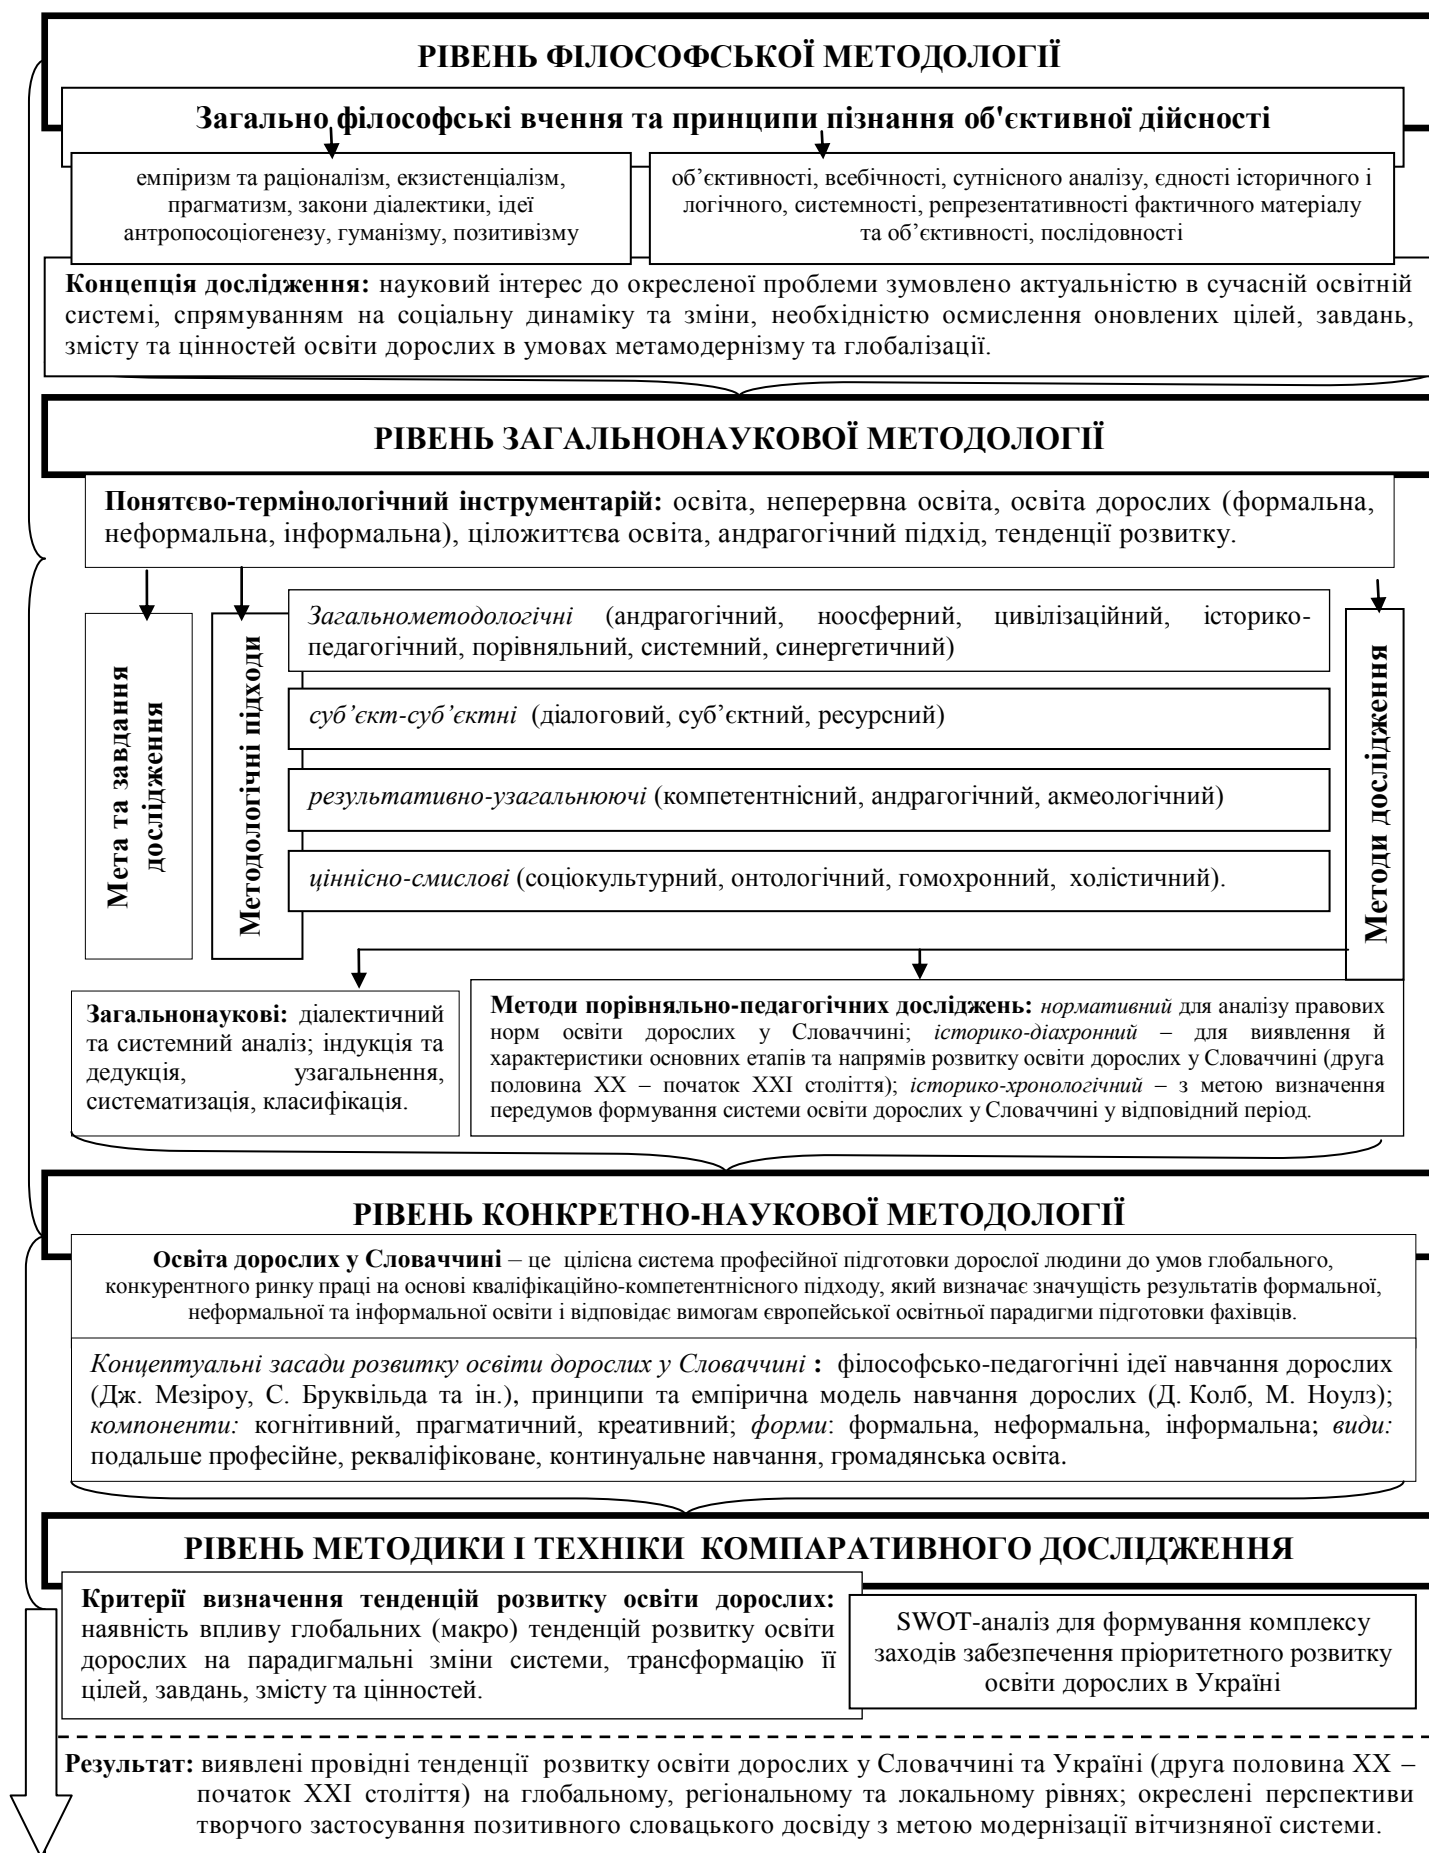 РІВЕНЬ ФІЛОСОФСЬКОЇ МЕТОДОЛОГІЇ
Загально філософські вчення та принципи пізнання об'єктивної дійсності
емпіризм та раціоналізм, екзистенціалізм,
прагматизм, закони діалектики, ідеї
антропосоціогенезу, гуманізму, позитивізму
об’єктивності, всебічності, сутнісного аналізу, єдності історичного і
логічного, системності, репрезентативності фактичного матеріалу
та об’єктивності, послідовності
Концепція дослідження: науковий інтерес до окресленої проблеми зумовлено актуальністю в сучасній освітній
системі, спрямуванням на соціальну динаміку та зміни, необхідністю осмислення оновлених цілей, завдань,
змісту та цінностей освіти дорослих в умовах метамодернізму та глобалізації.
РІВЕНЬ ЗАГАЛЬНОНАУКОВОЇ МЕТОДОЛОГІЇ
Понятєво-термінологічний інструментарій: освіта, неперервна освіта, освіта дорослих (формальна,
неформальна, інформальна), ціложиттєва освіта, андрагогічний підхід, тенденції розвитку.
Мета та завдання
дослідження
Методологічні підходи
Загальнометодологічні (андрагогічний, ноосферний, цивілізаційний, історико-
педагогічний, порівняльний, системний, синергетичний)
суб’єкт-суб’єктні (діалоговий, суб’єктний, ресурсний)
результативно-узагальнюючі (компетентнісний, андрагогічний, акмеологічний)
ціннісно-смислові (соціокультурний, онтологічний, гомохронний, холістичний).
Методи дослідження
Загальнонаукові: діалектичний
та системний аналіз; індукція та
дедукція, узагальнення,
систематизація, класифікація.
Методи порівняльно-педагогічних досліджень: нормативний для аналізу правових
норм освіти дорослих у Словаччині; історико-діахронний – для виявлення й
характеристики основних етапів та напрямів розвитку освіти дорослих у Словаччині (друга
половина ХХ – початок ХХІ століття); історико-хронологічний – з метою визначення
передумов формування системи освіти дорослих у Словаччині у відповідний період.
РІВЕНЬ КОНКРЕТНО-НАУКОВОЇ МЕТОДОЛОГІЇ
Освіта дорослих у Словаччині – це цілісна система професійної підготовки дорослої людини до умов глобального,
конкурентного ринку праці на основі кваліфікаційно-компетентнісного підходу, який визначає значущість результатів формальної,
неформальної та інформальної освіти і відповідає вимогам європейської освітньої парадигми підготовки фахівців.
Концептуальні засади розвитку освіти дорослих у Словаччині : філософсько-педагогічні ідеї навчання дорослих
(Дж. Мезіроу, С. Бруквільда та ін.), принципи та емпірична модель навчання дорослих (Д. Колб, М. Ноулз);
компоненти: когнітивний, прагматичний, креативний; форми: формальна, неформальна, інформальна; види:
подальше професійне, рекваліфіковане, континуальне навчання, громадянська освіта.
РІВЕНЬ МЕТОДИКИ І ТЕХНІКИ КОМПАРАТИВНОГО ДОСЛІДЖЕННЯ
Критерії визначення тенденцій розвитку освіти дорослих:
наявність впливу глобальних (макро) тенденцій розвитку освіти
дорослих на парадигмальні зміни системи, трансформацію її
цілей, завдань, змісту та цінностей.
SWOT-аналіз для формування комплексу
заходів забезпечення пріоритетного розвитку
освіти дорослих в Україні
Результат: виявлені провідні тенденції розвитку освіти дорослих у Словаччині та Україні (друга половина ХХ –
початок ХХІ століття) на глобальному, регіональному та локальному рівнях; окреслені перспективи
творчого застосування позитивного словацького досвіду з метою модернізації вітчизняної системи.